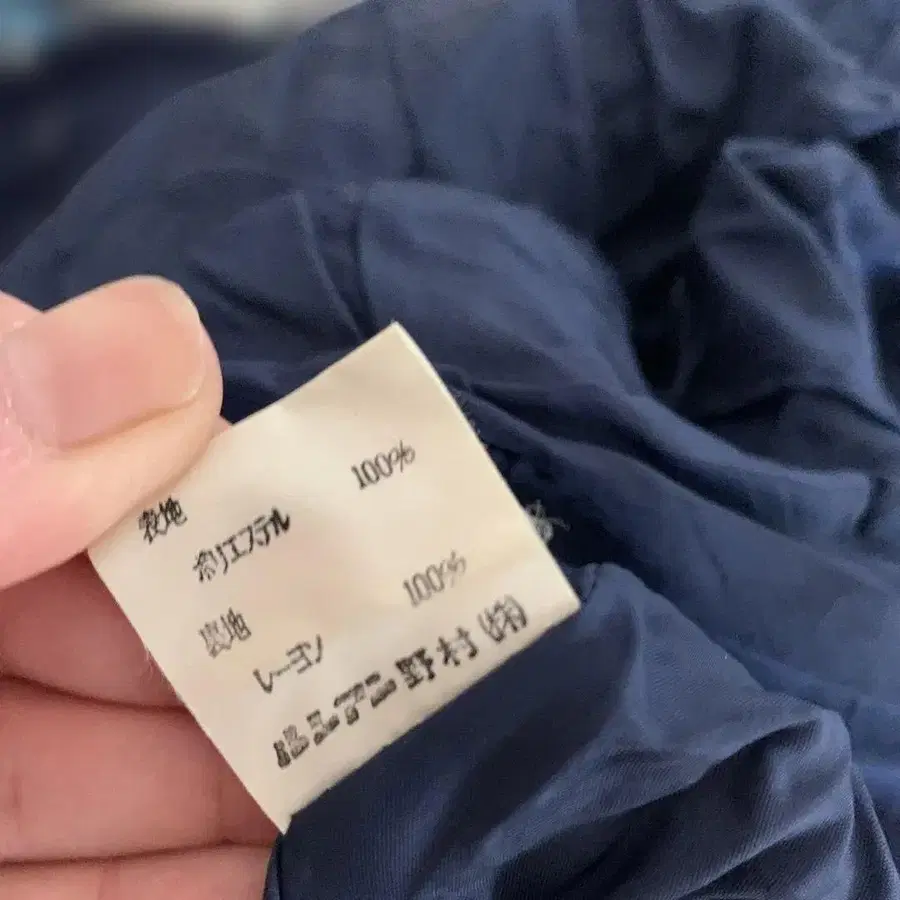 表地
ポリエステル 100%
裏地
レーヨン 100%
野村(株)